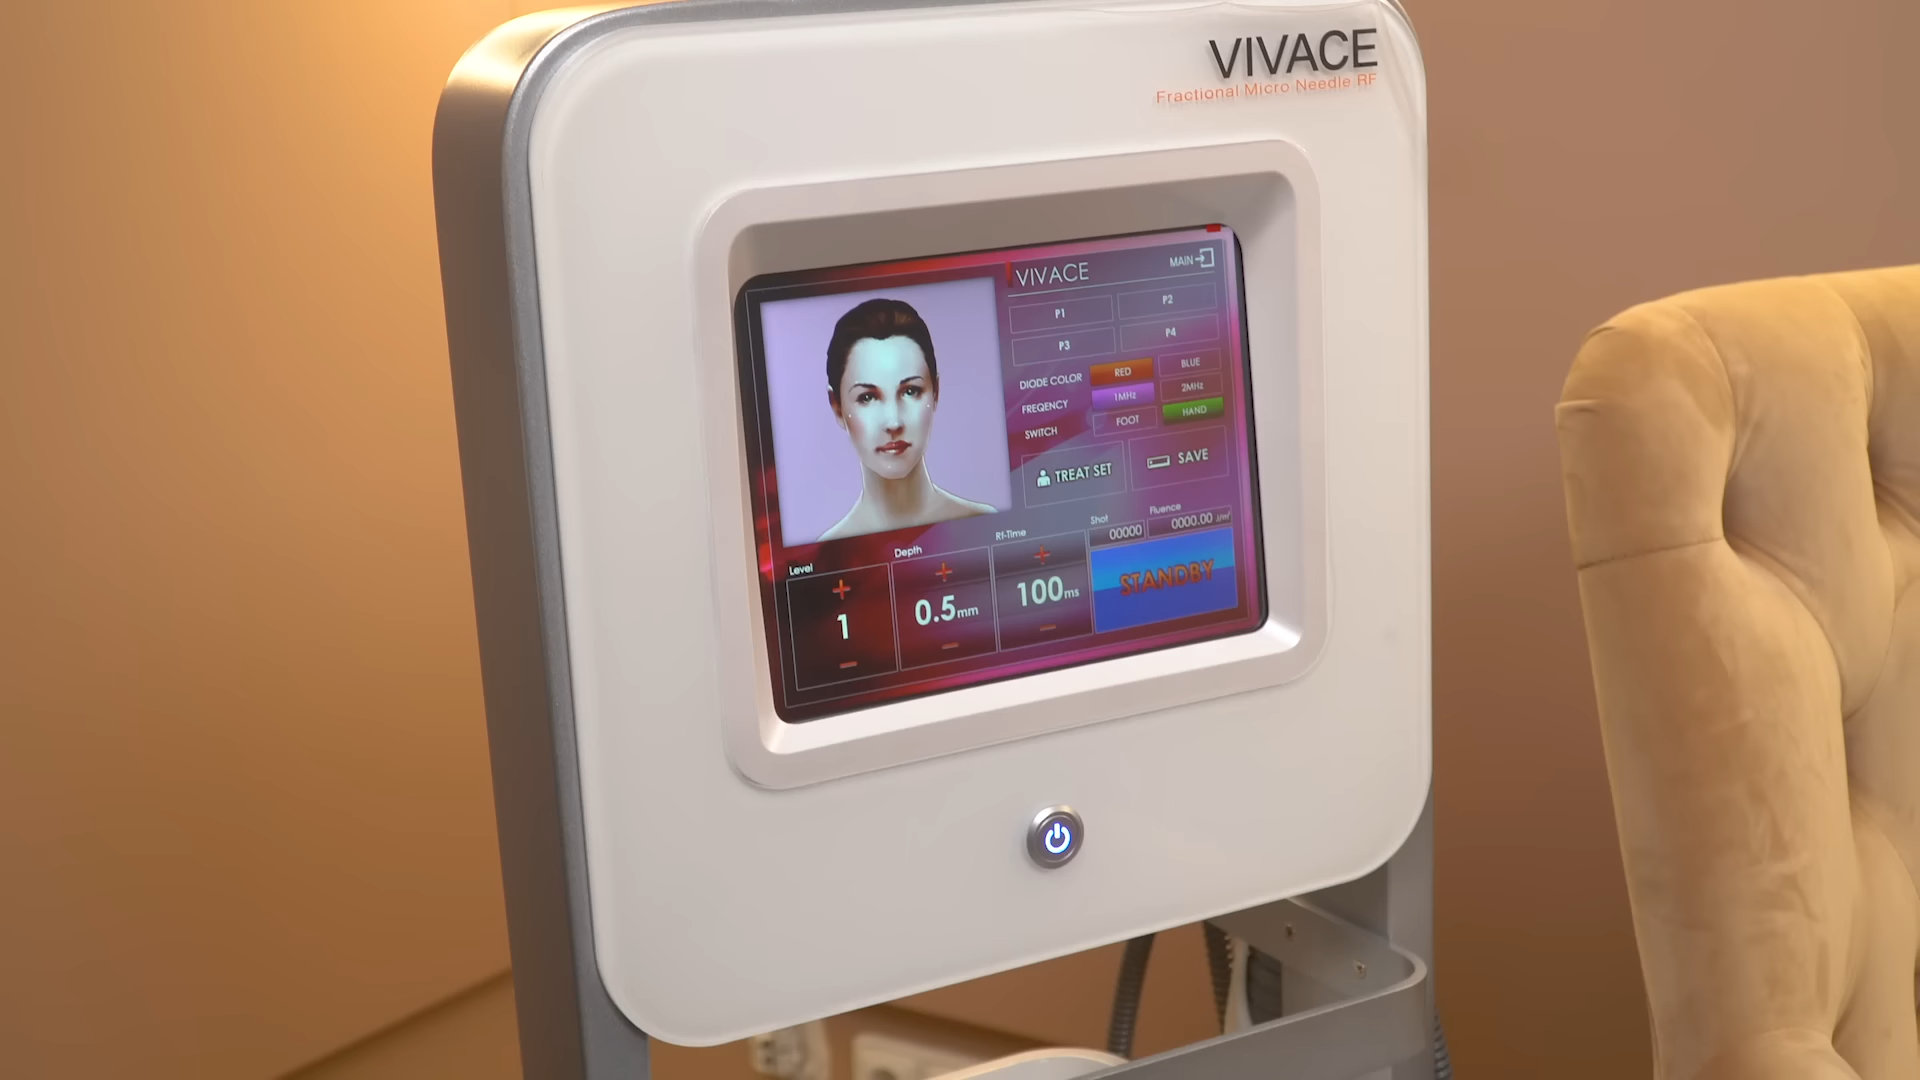 VIVACE
Fractional Micro Needle RF
VIVACE
MAIN
P1
P2
P3
P4
DIODE COLOR
RED
BLUE
FREQENCY
1MHz
2MHz
SWITCH
FOOT
HAND
TREAT SET
SAVE
Level
Depth
Rf-Time
Shot
Fluence
00000
0000.00 J/m²
+
+
+
1
0.5mm
100ms
STANDBY
−
−
−